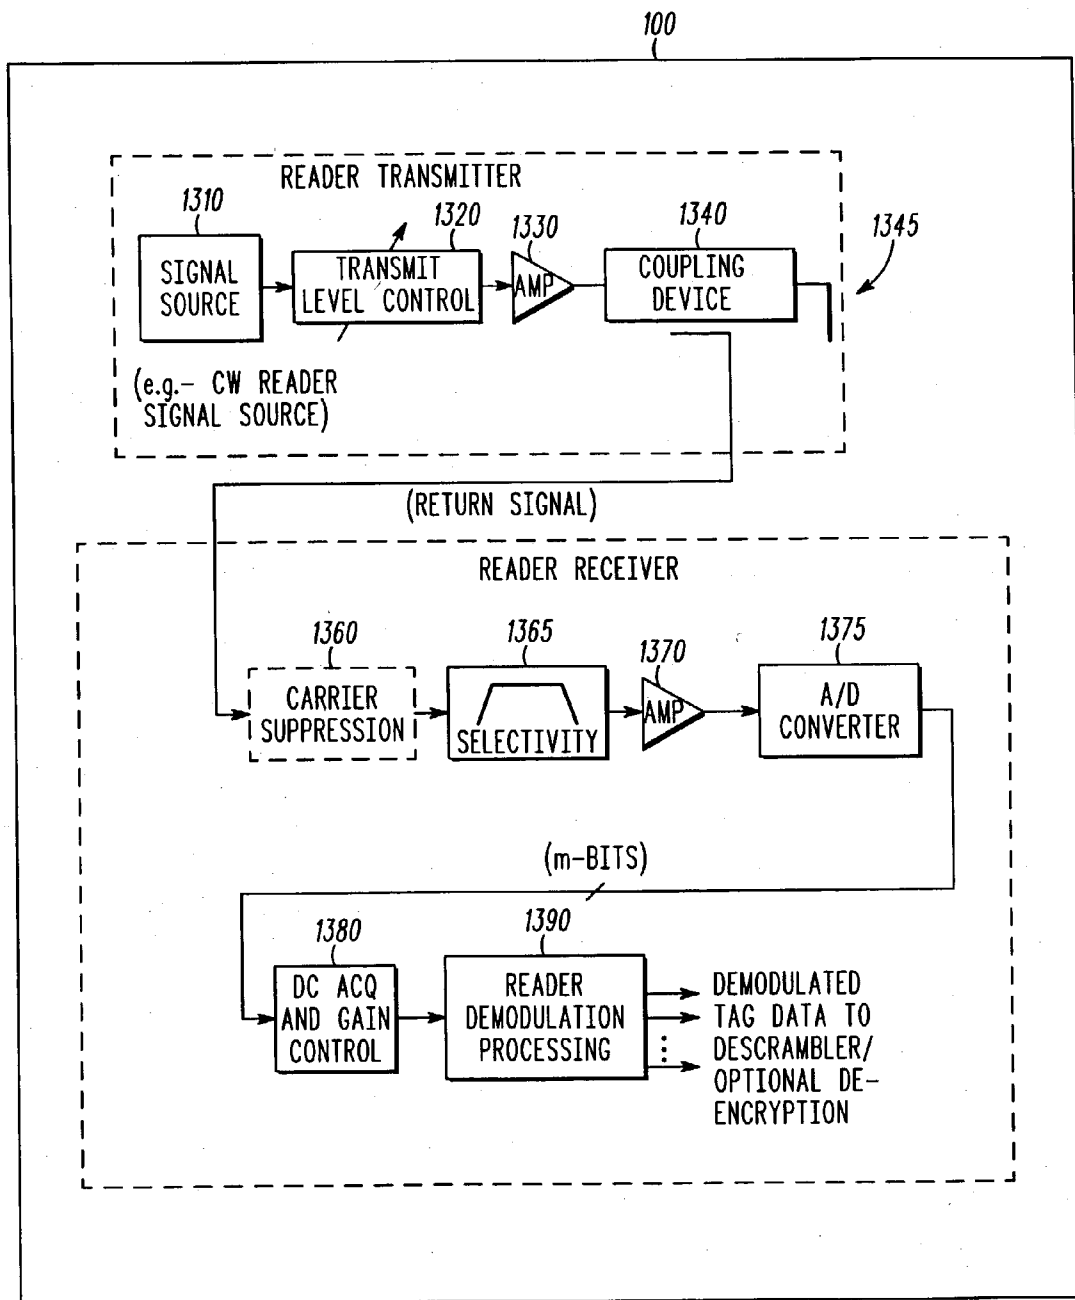 100
READER TRANSMITTER
1310
1320
1330
1340
1345
SIGNAL
SOURCE
TRANSMIT
LEVEL CONTROL
AMP
COUPLING
DEVICE
(e.g.- CW READER
SIGNAL SOURCE)
(RETURN SIGNAL)
READER RECEIVER
1360
1365
1370
1375
CARRIER
SUPPRESSION
SELECTIVITY
AMP
A/D
CONVERTER
(m-BITS)
1380
1390
DC ACQ
AND GAIN
CONTROL
READER
DEMODULATION
PROCESSING
DEMODULATED
TAG DATA TO
DESCRAMBLER/
OPTIONAL DE-
ENCRYPTION